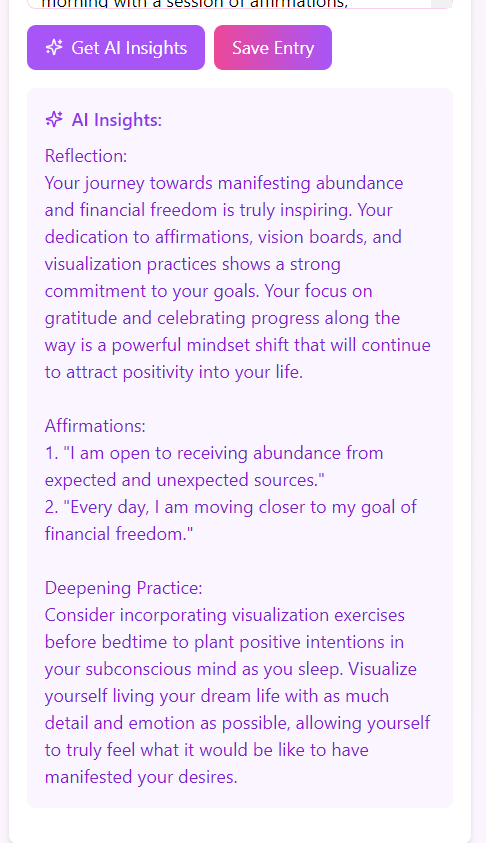 morning with a session of affirmations,
Get AI Insights
Save Entry
AI Insights:
Reflection:
Your journey towards manifesting abundance
and financial freedom is truly inspiring. Your
dedication to affirmations, vision boards, and
visualization practices shows a strong
commitment to your goals. Your focus on
gratitude and celebrating progress along the
way is a powerful mindset shift that will continue
to attract positivity into your life.
Affirmations:
1. "I am open to receiving abundance from
expected and unexpected sources."
2. "Every day, I am moving closer to my goal of
financial freedom."
Deepening Practice:
Consider incorporating visualization exercises
before bedtime to plant positive intentions in
your subconscious mind as you sleep. Visualize
yourself living your dream life with as much
detail and emotion as possible, allowing yourself
to truly feel what it would be like to have
manifested your desires.